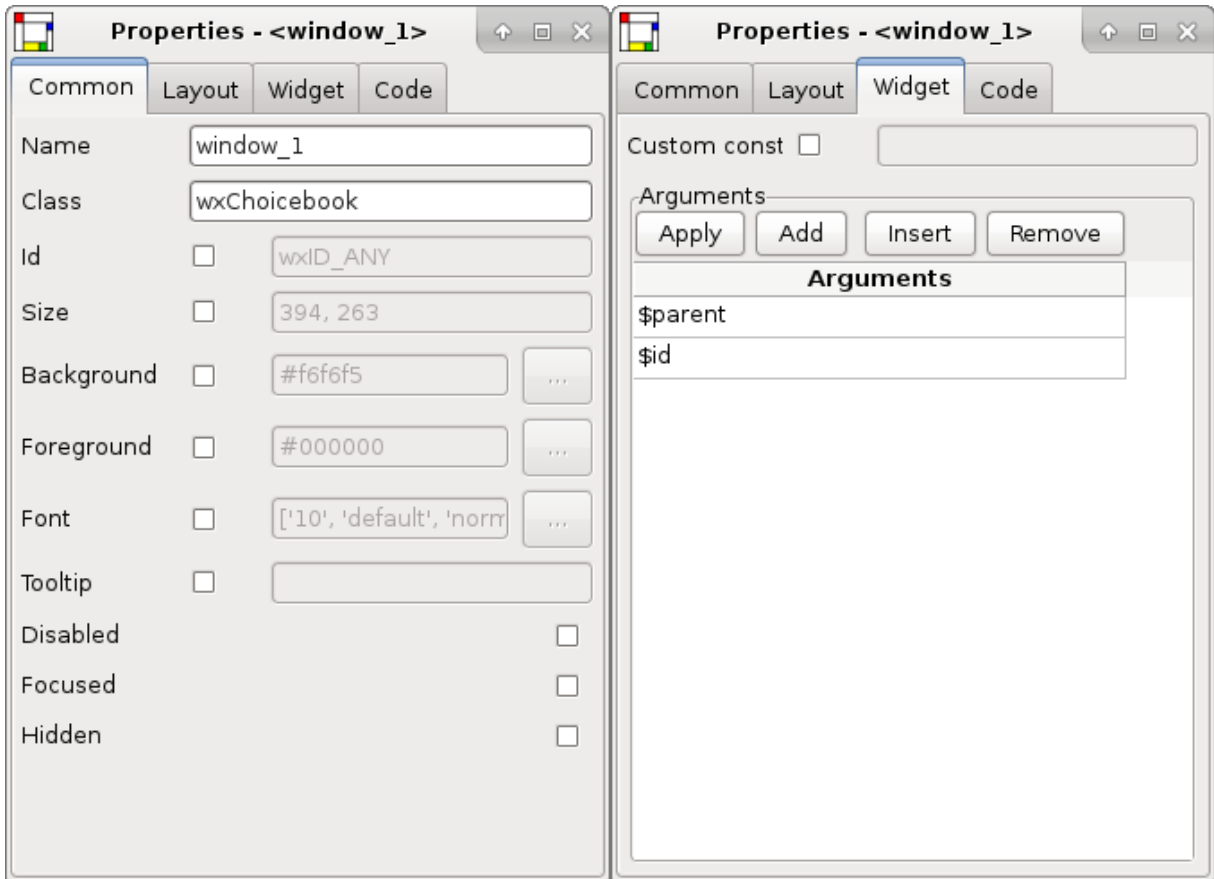 Properties - <window_1>
Common Layout Widget Code
Name window_1
Class wxChoicebook
Id wxID_ANY
Size 394, 263
Background #f6f6f5 ...
Foreground #000000 ...
Font ['10', 'default', 'norm ...
Tooltip
Disabled
Focused
Hidden
Properties - <window_1>
Common Layout Widget Code
Custom const
Arguments
Apply Add Insert Remove
Arguments
$parent
$id